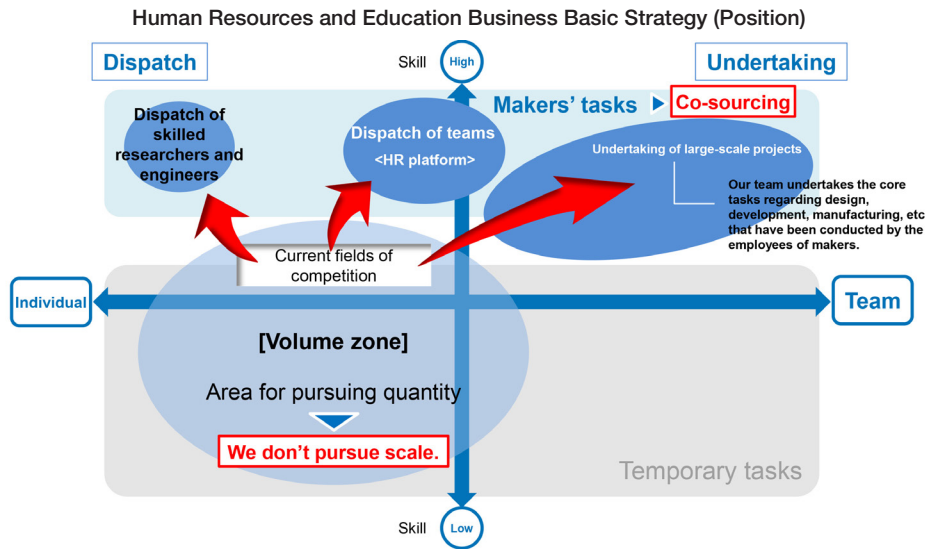 Human Resources and Education Business Basic Strategy (Position)
Dispatch
Skill
High
Undertaking
Makers' tasks
Co-sourcing
Dispatch of
skilled
researchers and
engineers
Dispatch of teams
<HR platform>
Undertaking of large-scale projects
Our team undertakes the core
tasks regarding design,
development, manufacturing, etc
that have been conducted by the
employees of makers.
Current fields of
competition
Individual
Team
[Volume zone]
Area for pursuing quantity
We don't pursue scale.
Temporary tasks
Skill
Low